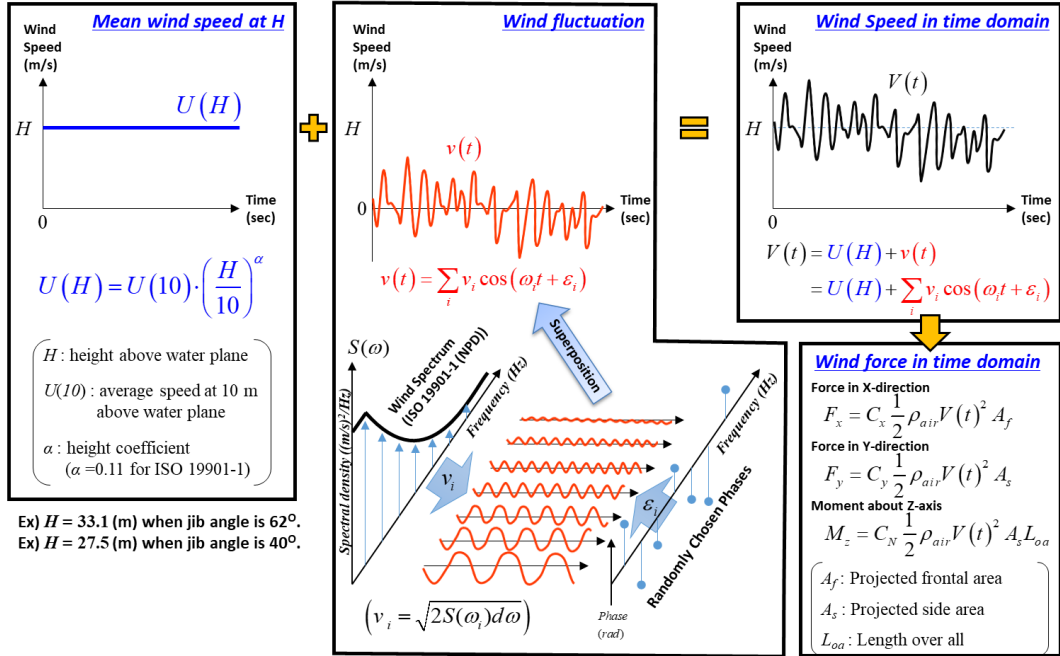 Mean wind speed at H
Wind
Speed
(m/s)
H
U(H)
0
Time
(sec)
U(H) = U(10)·(H/10)^α
H : height above water plane
U(10) : average speed at 10 m
above water plane
α : height coefficient
(α =0.11 for ISO 19901-1)
Ex) H = 33.1 (m) when jib angle is 62⁰.
Ex) H = 27.5 (m) when jib angle is 40⁰.
Wind fluctuation
Wind
Speed
(m/s)
H
v(t)
0
Time
(sec)
v(t) = ∑_i v_i cos(ω_i t + ε_i)
Superposition
S(ω)
Wind Spectrum
(ISO 19901-1 (NPD))
Frequency (Hz)
Spectral density ((m/s)²/Hz)
v_i
ε_i
Frequency (Hz)
Randomly Chosen Phases
Phase
(rad)
(v_i = √2S(ω_i)dω)
Wind Speed in time domain
Wind
Speed
(m/s)
V(t)
H
0
Time
(sec)
V(t) = U(H) + v(t)
= U(H) + ∑_i v_i cos(ω_i t + ε_i)
Wind force in time domain
Force in X-direction
F_x = C_x 1/2 ρ_air V(t)² A_f
Force in Y-direction
F_y = C_y 1/2 ρ_air V(t)² A_s
Moment about Z-axis
M_z = C_N 1/2 ρ_air V(t)² A_s L_oa
A_f : Projected frontal area
A_s : Projected side area
L_oa : Length over all